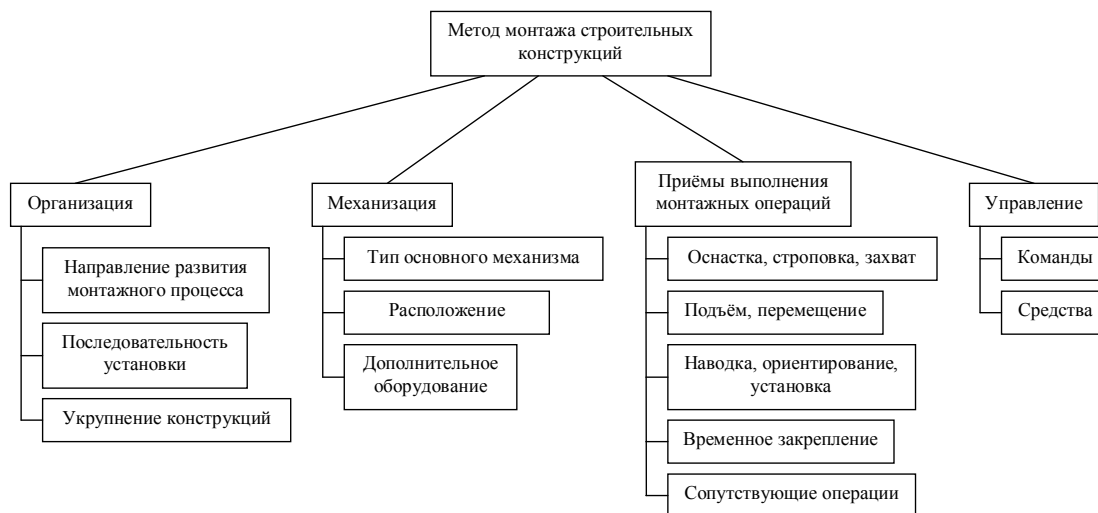 Метод монтажа строительных
конструкций
Организация
Направление развития
монтажного процесса
Последовательность
установки
Укрупнение конструкций
Механизация
Тип основного механизма
Расположение
Дополнительное
оборудование
Приёмы выполнения
монтажных операций
Оснастка, строповка, захват
Подъём, перемещение
Наводка, ориентирование,
установка
Временное закрепление
Сопутствующие операции
Управление
Команды
Средства